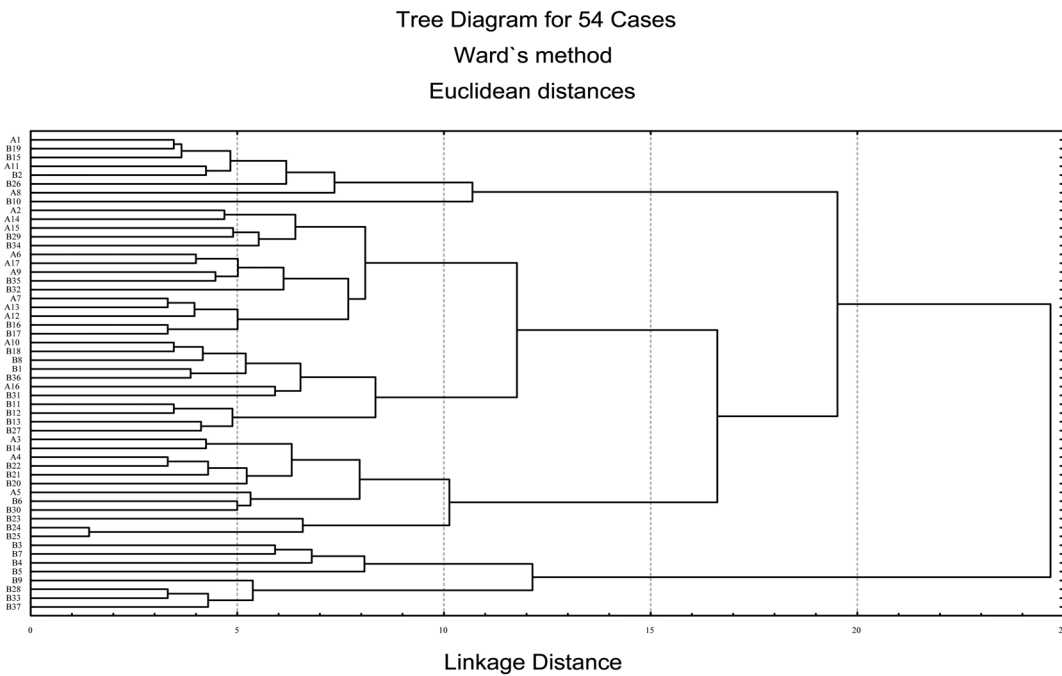 Tree Diagram for 54 Cases
Ward`s method
Euclidean distances
A1
B19
B15
A11
B2
B26
A8
B10
A2
A14
A15
B29
B34
A6
A17
A9
B35
B32
A7
A13
A12
B16
B17
A10
B18
B8
B1
B36
A16
B31
B11
B12
B13
B27
A3
B14
A4
B22
B21
B20
A5
B6
B30
B23
B24
B25
B3
B7
B4
B5
B9
B28
B33
B37
0 5 10 15 20
Linkage Distance